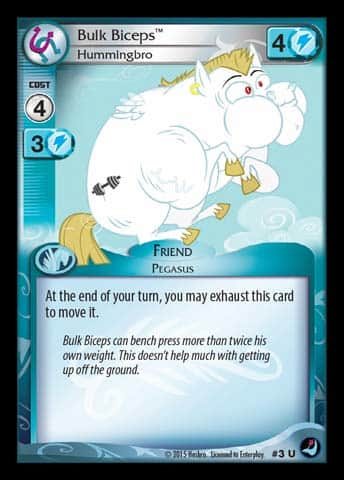 Bulk Biceps™
Hummingbro
4
COST
4
3
FRIEND
PEGASUS
At the end of your turn, you may exhaust this card
to move it.
Bulk Biceps can bench press more than twice his
own weight. This doesn't help much with getting
up off the ground.
© 2015 Hasbro. Licensed to Enterplay.
#3 U